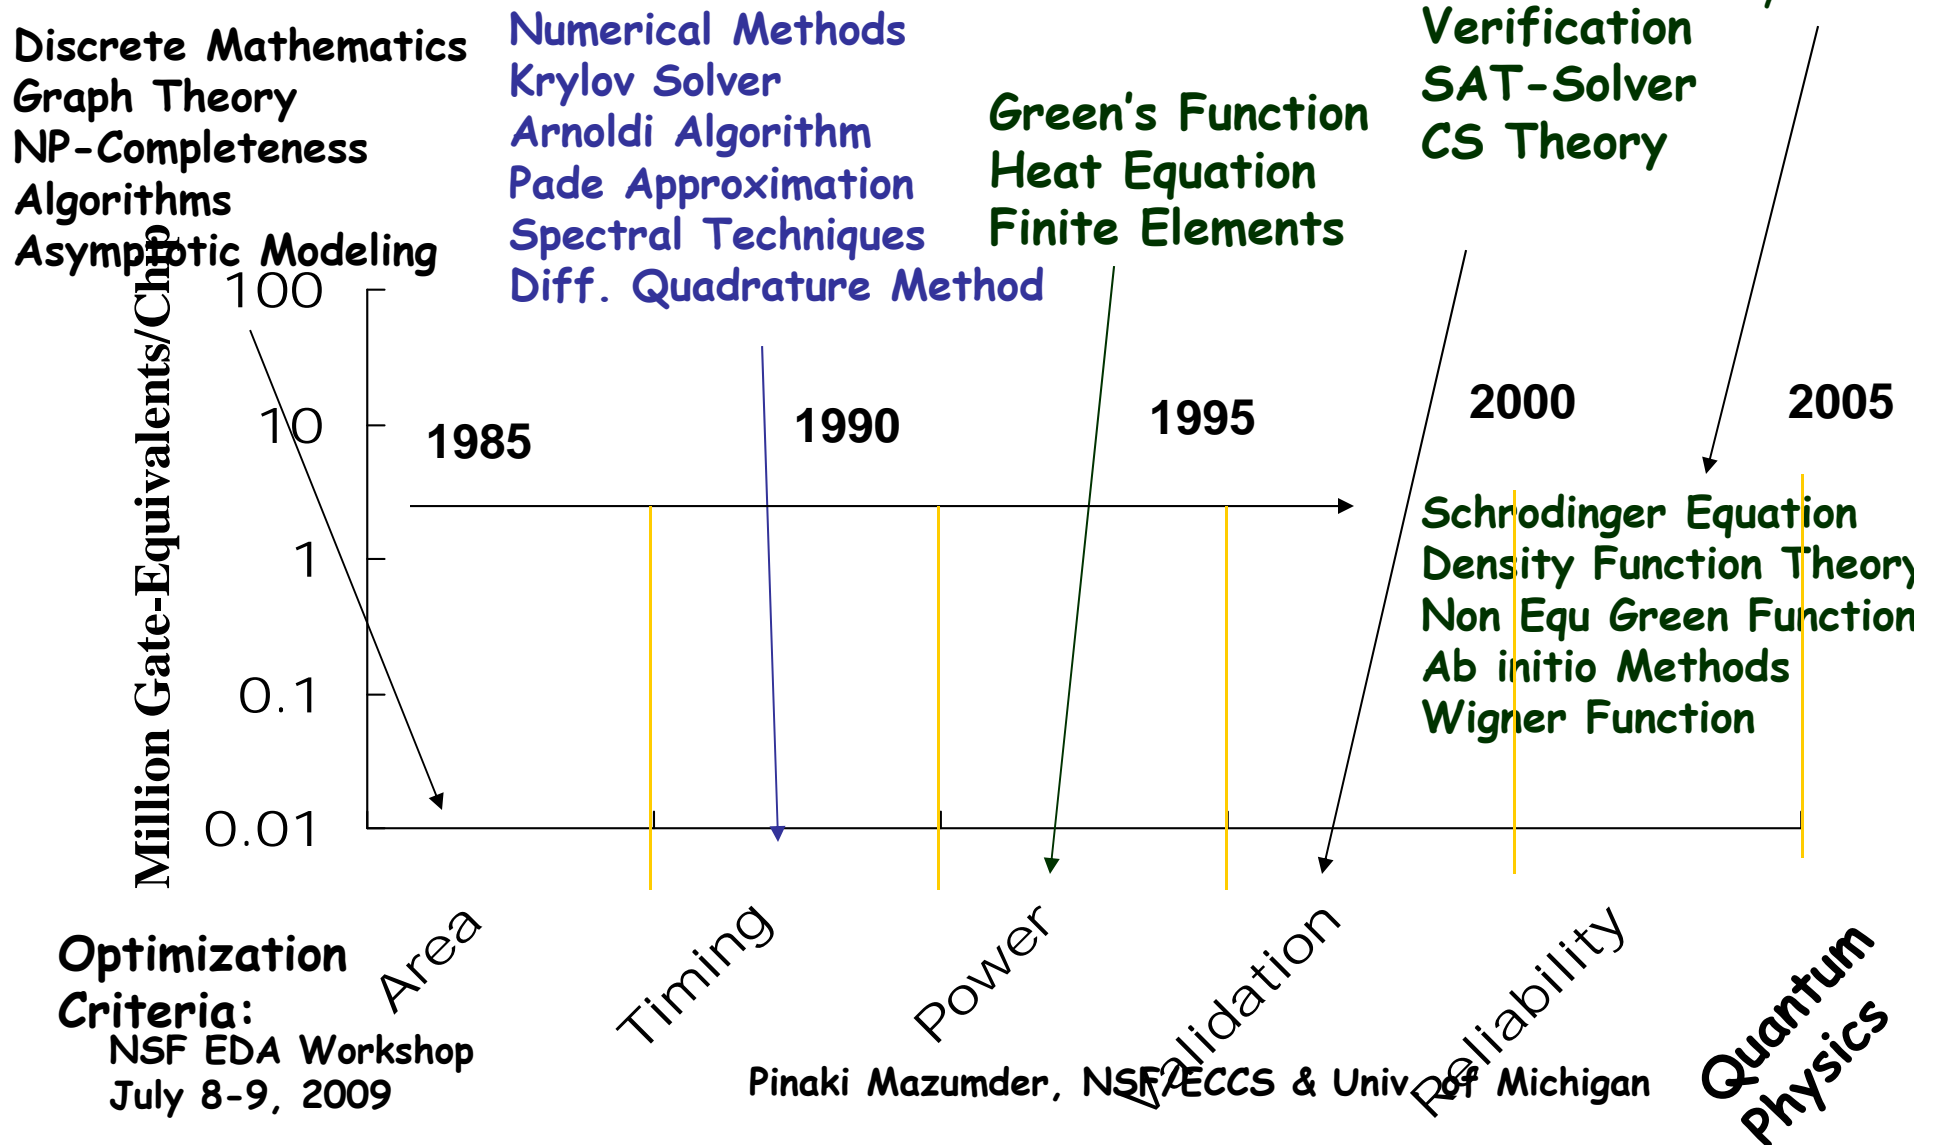 Discrete Mathematics
Graph Theory
NP-Completeness
Algorithms
Asymptotic Modeling
Numerical Methods
Krylov Solver
Arnoldi Algorithm
Pade Approximation
Spectral Techniques
Diff. Quadrature Method
Green's Function
Heat Equation
Finite Elements
Verification
SAT-Solver
CS Theory
Million Gate-Equivalents/Chip
100
10
1
0.1
0.01
1985
1990
1995
2000
2005
Schrodinger Equation
Density Function Theory
Non Equ Green Function
Ab initio Methods
Wigner Function
Optimization
Criteria:
Area
Timing
Power
Validation
Reliability
Quantum
Physics
NSF EDA Workshop
July 8-9, 2009
Pinaki Mazumder, NSF/ECCS & Univ. of Michigan